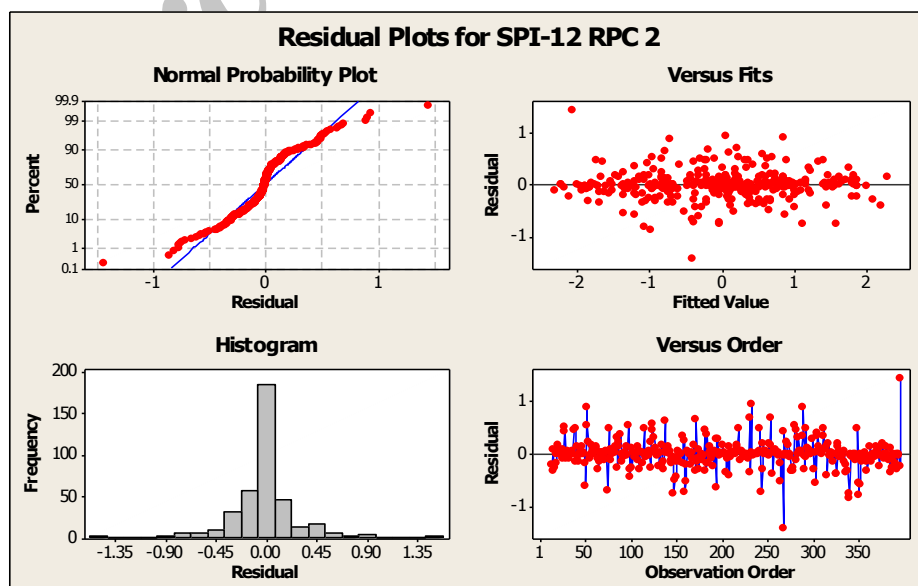 Residual Plots for SPI-12 RPC 2
Normal Probability Plot
99.9
99
90
50
10
1
0.1
Percent
-1 0 1
Residual
Versus Fits
1
0
-1
Residual
-2 -1 0 1 2
Fitted Value
Histogram
200
150
100
50
0
Frequency
-1.35 -0.90 -0.45 0.00 0.45 0.90 1.35
Residual
Versus Order
1
0
-1
Residual
1 50 100 150 200 250 300 350
Observation Order